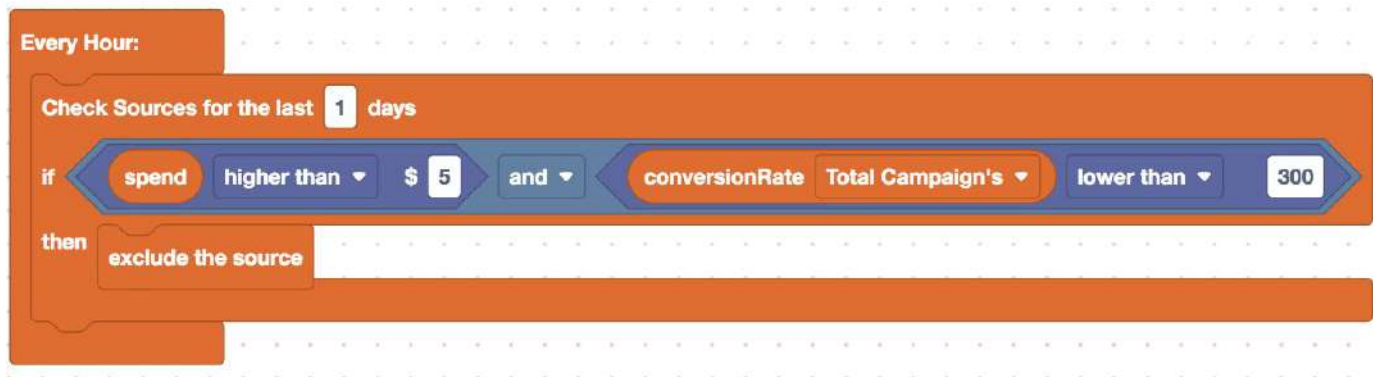 Every Hour:
Check Sources for the last 1 days
if spend higher than $ 5 and conversionRate Total Campaign's lower than 300
then exclude the source